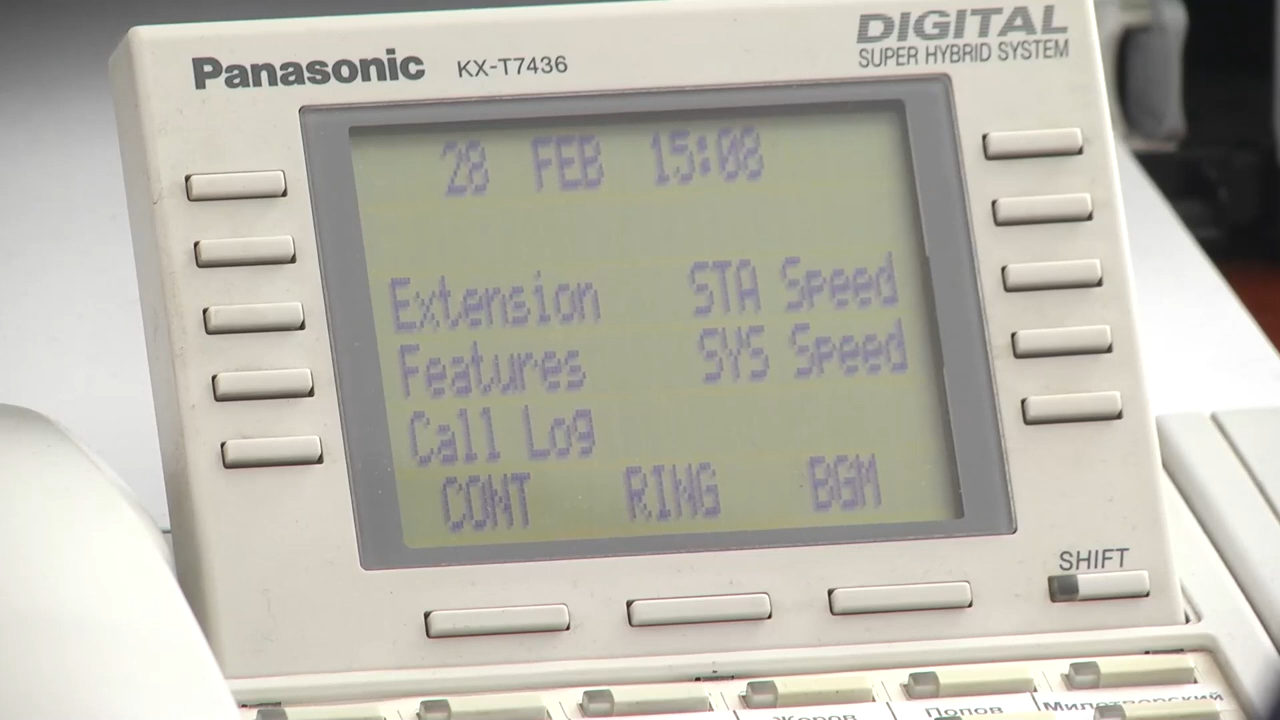 Panasonic KX-T7436
DIGITAL
SUPER HYBRID SYSTEM
28 FEB 15:08
Extension STA Speed
Features SYS Speed
Call Log
CONT RING BGM
SHIFT
Жоров Попов